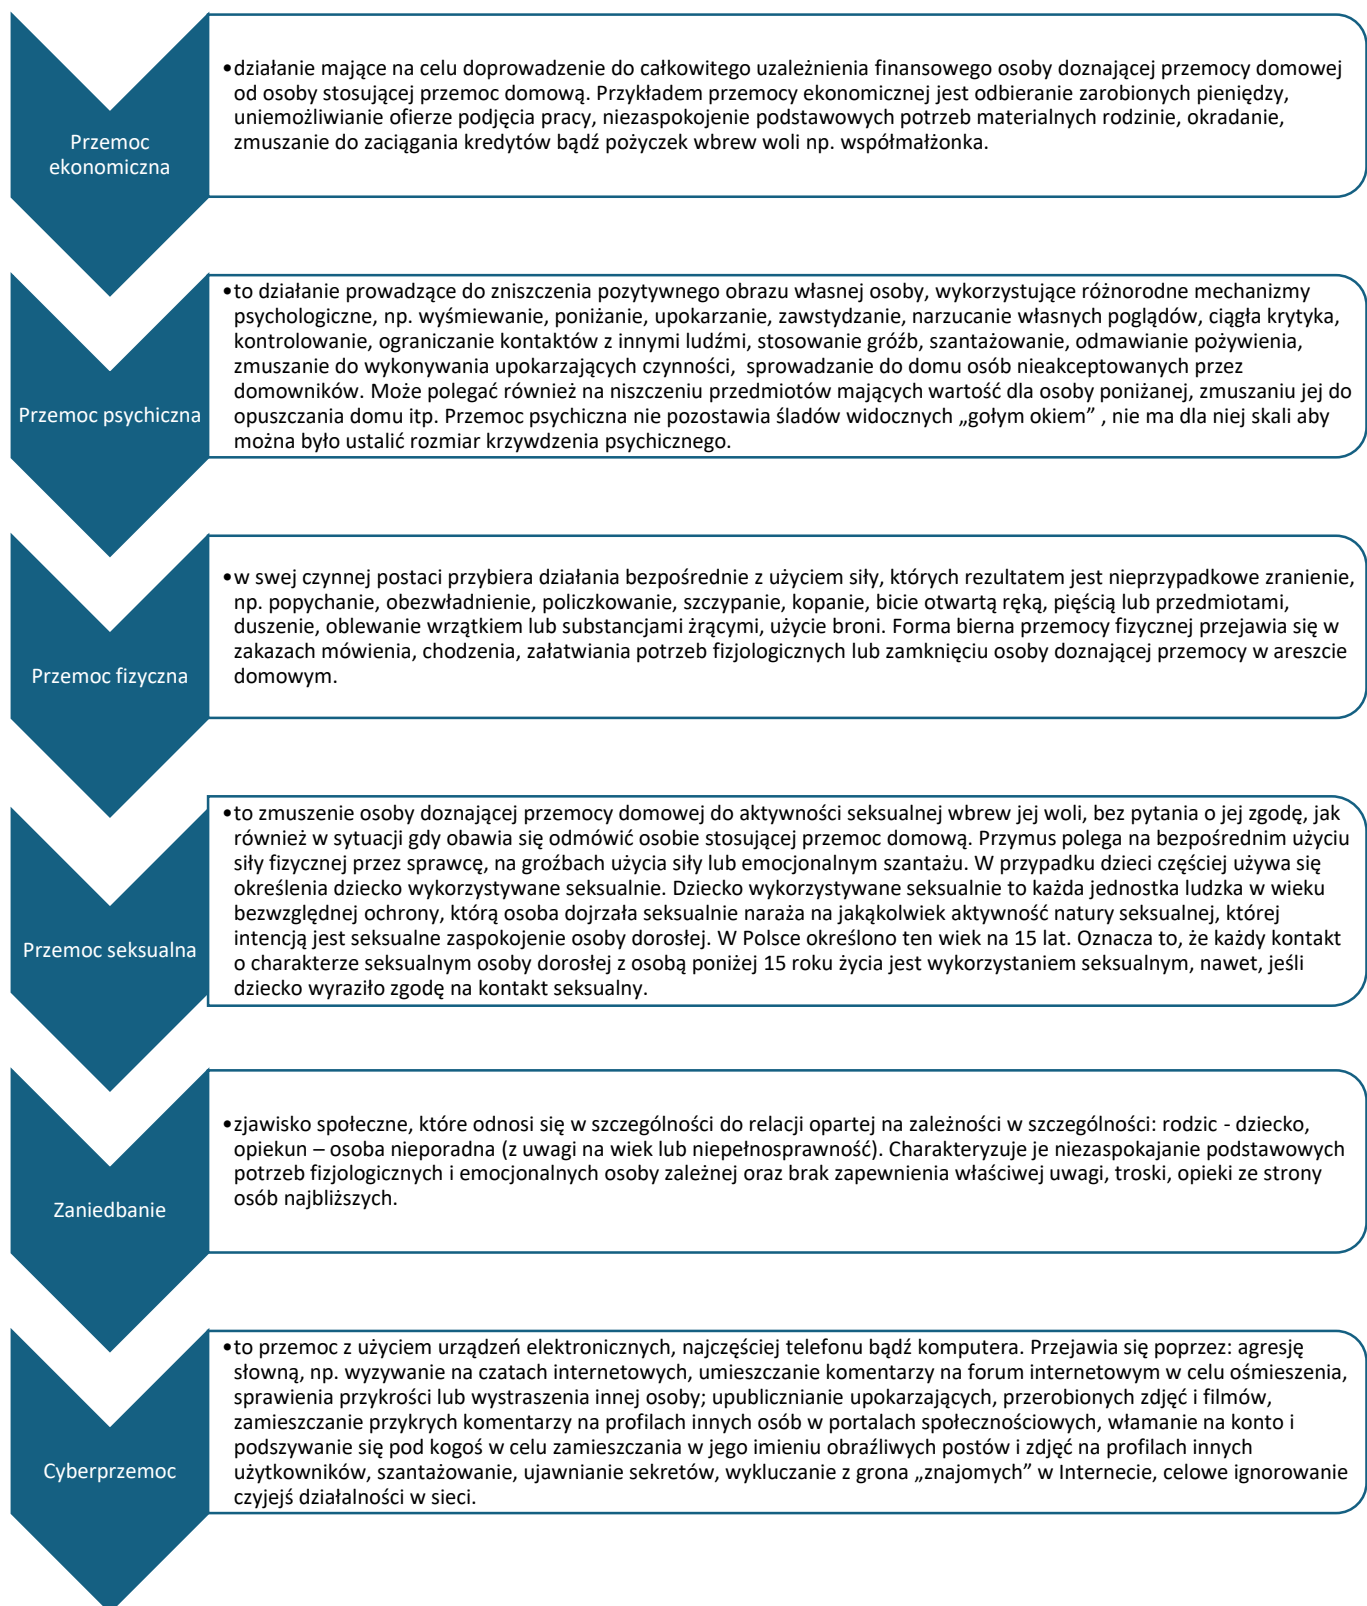 Przemoc
ekonomiczna
•działanie mające na celu doprowadzenie do całkowitego uzależnienia finansowego osoby doznającej przemocy domowej
od osoby stosującej przemoc domową. Przykładem przemocy ekonomicznej jest odbieranie zarobionych pieniędzy,
uniemożliwianie ofierze podjęcia pracy, niezaspokojenie podstawowych potrzeb materialnych rodzinie, okradanie,
zmuszanie do zaciągania kredytów bądź pożyczek wbrew woli np. współmałżonka.
Przemoc psychiczna
•to działanie prowadzące do zniszczenia pozytywnego obrazu własnej osoby, wykorzystujące różnorodne mechanizmy
psychologiczne, np. wyśmiewanie, poniżanie, upokarzanie, zawstydzanie, narzucanie własnych poglądów, ciągła krytyka,
kontrolowanie, ograniczanie kontaktów z innymi ludźmi, stosowanie gróźb, szantażowanie, odmawianie pożywienia,
zmuszanie do wykonywania upokarzających czynności,  sprowadzanie do domu osób nieakceptowanych przez
domowników. Może polegać również na niszczeniu przedmiotów mających wartość dla osoby poniżanej, zmuszaniu jej do
opuszczania domu itp. Przemoc psychiczna nie pozostawia śladów widocznych „gołym okiem” , nie ma dla niej skali aby
można było ustalić rozmiar krzywdzenia psychicznego.
Przemoc fizyczna
•w swej czynnej postaci przybiera działania bezpośrednie z użyciem siły, których rezultatem jest nieprzypadkowe zranienie,
np. popychanie, obezwładnienie, policzkowanie, szczypanie, kopanie, bicie otwartą ręką, pięścią lub przedmiotami,
duszenie, oblewanie wrzątkiem lub substancjami żrącymi, użycie broni. Forma bierna przemocy fizycznej przejawia się w
zakazach mówienia, chodzenia, załatwiania potrzeb fizjologicznych lub zamknięciu osoby doznającej przemocy w areszcie
domowym.
Przemoc seksualna
•to zmuszenie osoby doznającej przemocy domowej do aktywności seksualnej wbrew jej woli, bez pytania o jej zgodę, jak
również w sytuacji gdy obawia się odmówić osobie stosującej przemoc domową. Przymus polega na bezpośrednim użyciu
siły fizycznej przez sprawcę, na groźbach użycia siły lub emocjonalnym szantażu. W przypadku dzieci częściej używa się
określenia dziecko wykorzystywane seksualnie. Dziecko wykorzystywane seksualnie to każda jednostka ludzka w wieku
bezwzględnej ochrony, którą osoba dojrzała seksualnie naraża na jakąkolwiek aktywność natury seksualnej, której
intencją jest seksualne zaspokojenie osoby dorosłej. W Polsce określono ten wiek na 15 lat. Oznacza to, że każdy kontakt
o charakterze seksualnym osoby dorosłej z osobą poniżej 15 roku życia jest wykorzystaniem seksualnym, nawet, jeśli
dziecko wyraziło zgodę na kontakt seksualny.
Zaniedbanie
•zjawisko społeczne, które odnosi się w szczególności do relacji opartej na zależności w szczególności: rodzic - dziecko,
opiekun – osoba nieporadna (z uwagi na wiek lub niepełnosprawność). Charakteryzuje je niezaspokajanie podstawowych
potrzeb fizjologicznych i emocjonalnych osoby zależnej oraz brak zapewnienia właściwej uwagi, troski, opieki ze strony
osób najbliższych.
Cyberprzemoc
•to przemoc z użyciem urządzeń elektronicznych, najczęściej telefonu bądź komputera. Przejawia się poprzez: agresję
słowną, np. wyzywanie na czatach internetowych, umieszczanie komentarzy na forum internetowym w celu ośmieszenia,
sprawienia przykrości lub wystraszenia innej osoby; upublicznianie upokarzających, przerobionych zdjęć i filmów,
zamieszczanie przykrych komentarzy na profilach innych osób w portalach społecznościowych, włamanie na konto i
podszywanie się pod kogoś w celu zamieszczania w jego imieniu obraźliwych postów i zdjęć na profilach innych
użytkowników, szantażowanie, ujawnianie sekretów, wykluczanie z grona „znajomych” w Internecie, celowe ignorowanie
czyjejś działalności w sieci.